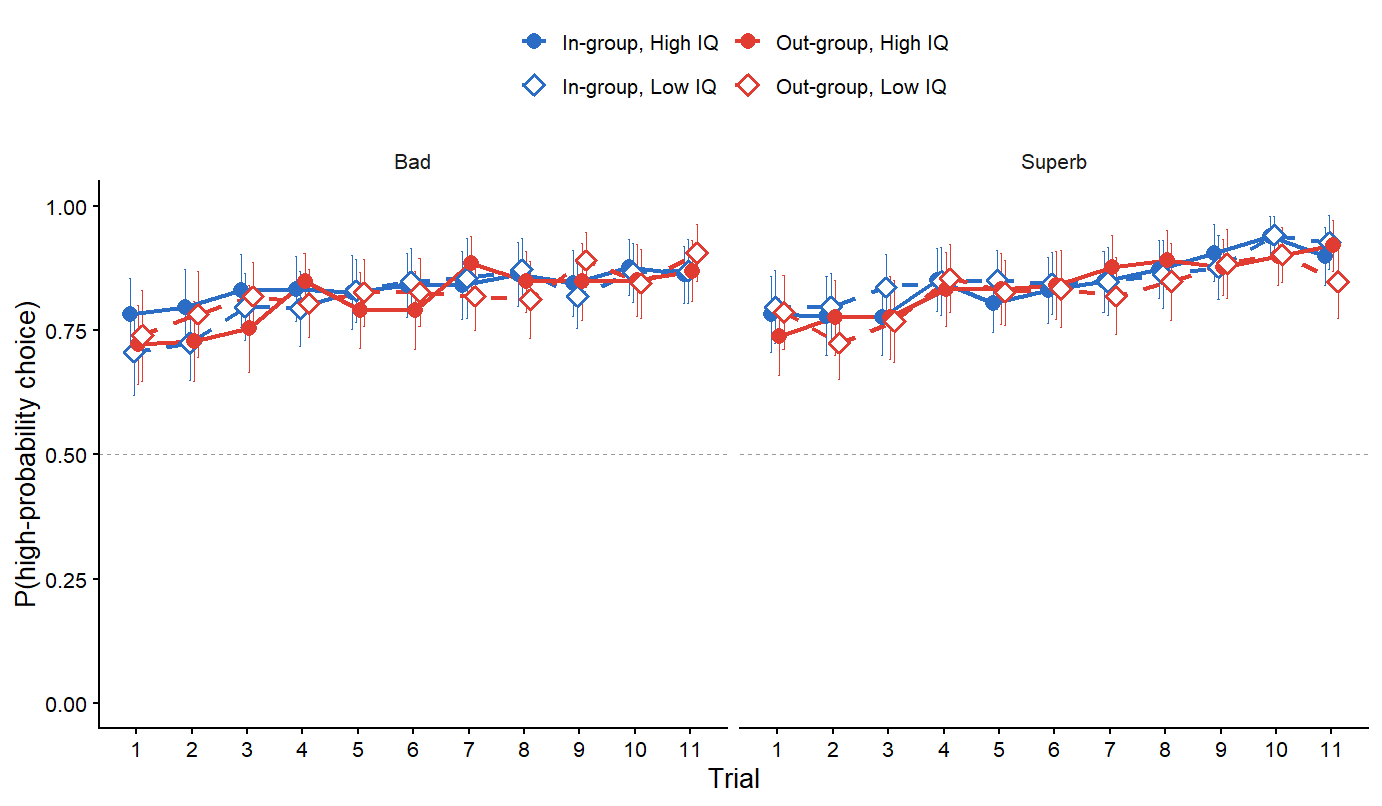 In-group, High IQ Out-group, High IQ
In-group, Low IQ Out-group, Low IQ
Bad Superb
P(high-probability choice)
1.00
0.75
0.50
0.25
0.00
1 2 3 4 5 6 7 8 9 10 11 1 2 3 4 5 6 7 8 9 10 11
Trial